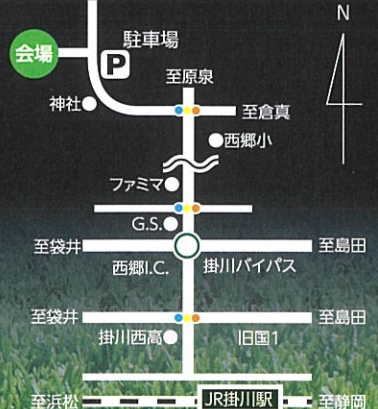 N
駐車場
会場
P
至原泉
神社
至倉真
西郷小
ファミマ
G.S.
至袋井
至島田
西郷I.C.
掛川バイパス
至袋井
至島田
掛川西高
旧国1
至浜松
JR掛川駅
至静岡